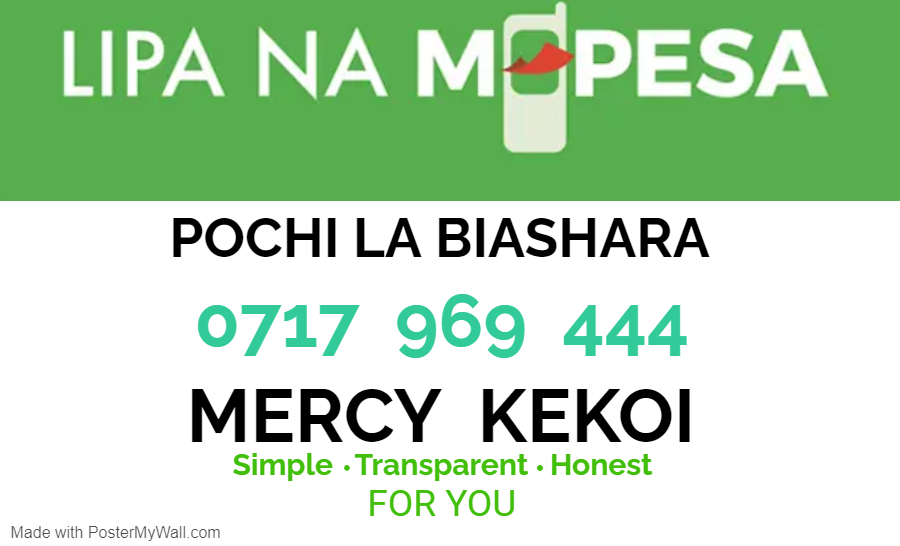 LIPA NA M-PESA
POCHI LA BIASHARA
0717 969 444
MERCY KEKOI
Simple • Transparent • Honest
FOR YOU
Made with PosterMyWall.com